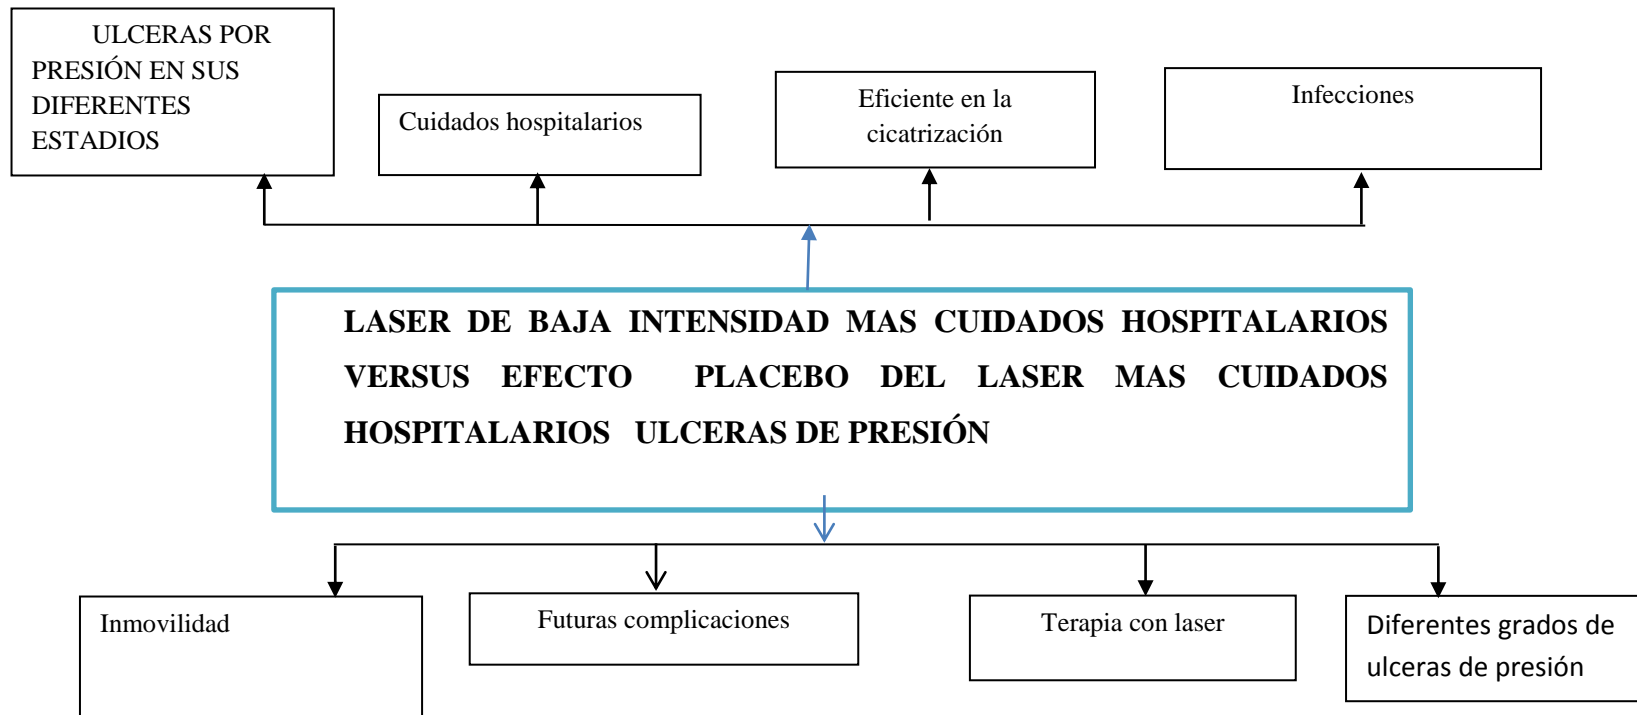 ULCERAS POR
PRESIÓN EN SUS
DIFERENTES
ESTADIOS
Cuidados hospitalarios
Eficiente en la
cicatrización
Infecciones
LASER DE BAJA INTENSIDAD MAS CUIDADOS HOSPITALARIOS
VERSUS EFECTO PLACEBO DEL LASER MAS CUIDADOS
HOSPITALARIOS ULCERAS DE PRESIÓN
Inmovilidad
Futuras complicaciones
Terapia con laser
Diferentes grados de
ulceras de presión